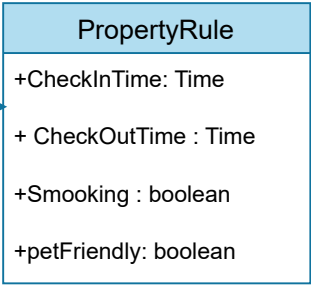 PropertyRule
+CheckInTime: Time
+ CheckOutTime : Time
+Smooking : boolean
+petFriendly: boolean